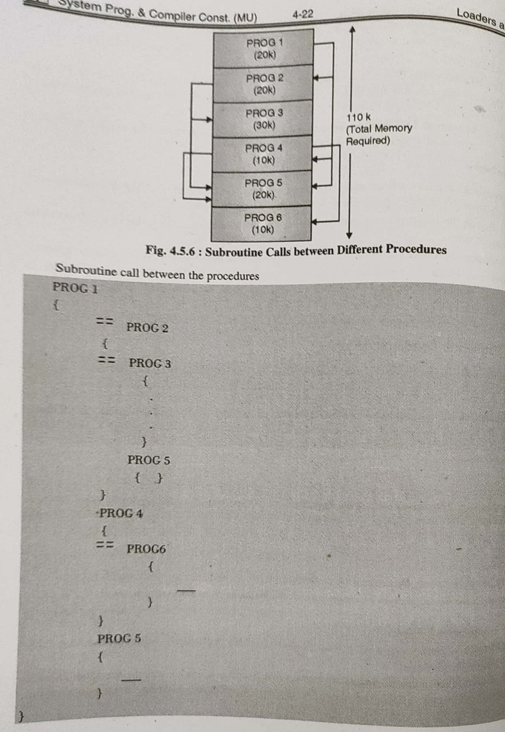 System Prog. & Compiler Const. (MU) 4-22 Loaders a
PROG 1
(20k)
PROG 2
(20k)
PROG 3
(30k)
PROG 4
(10k)
PROG 5
(20k)
PROG 6
(10k)
110 k
(Total Memory
Required)
Fig. 4.5.6 : Subroutine Calls between Different Procedures
Subroutine call between the procedures
PROG 1
{
== PROG 2
{
== PROG 3
{
.
.
.
}
PROG 5
{ }
}
PROG 4
{
== PROG6
{
—
}
}
PROG 5
{
—
}
}